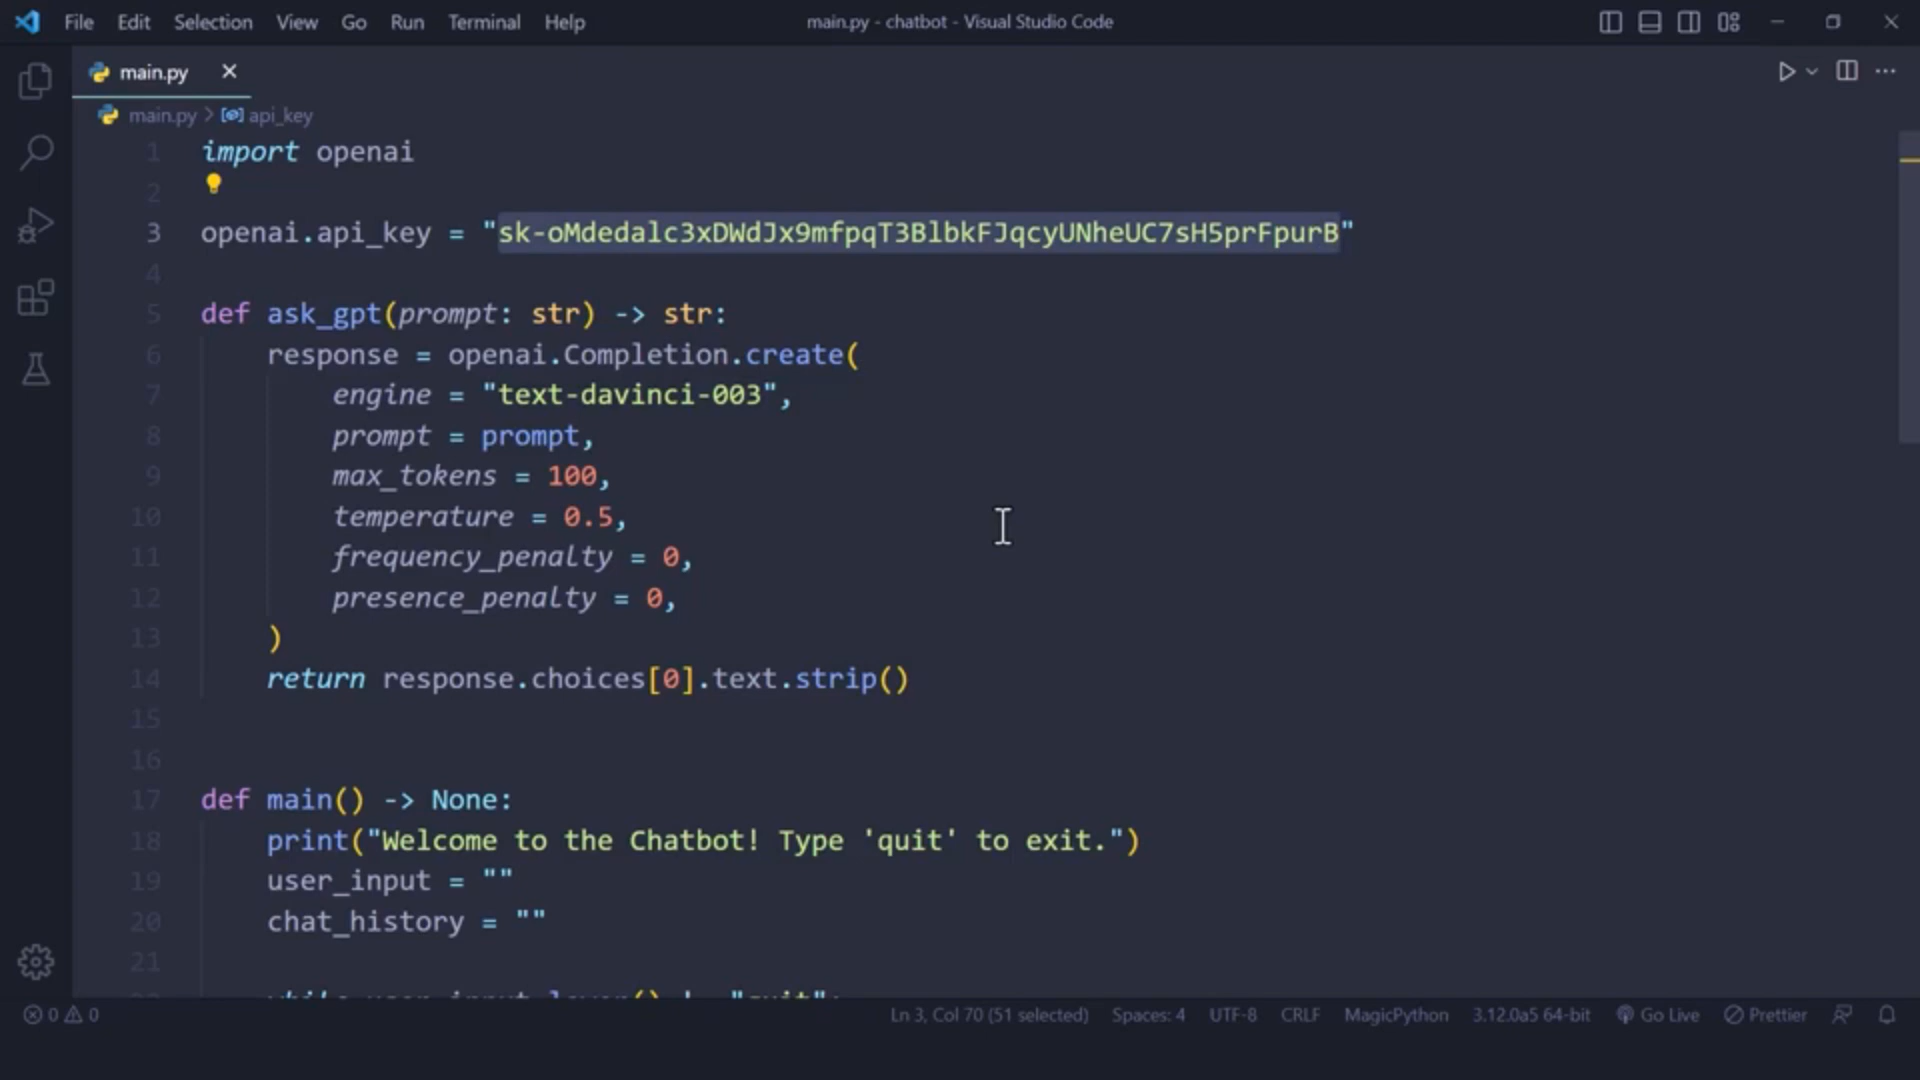 File Edit Selection View Go Run Terminal Help
main.py - chatbot - Visual Studio Code
main.py
main.py > api_key
1 import openai
2
3 openai.api_key = "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"
4
5 def ask_gpt(prompt: str) -> str:
6 response = openai.Completion.create(
7 engine = "text-davinci-003",
8 prompt = prompt,
9 max_tokens = 100,
10 temperature = 0.5,
11 frequency_penalty = 0,
12 presence_penalty = 0,
13 )
14 return response.choices[0].text.strip()
15
16
17 def main() -> None:
18 print("Welcome to the Chatbot! Type 'quit' to exit.")
19 user_input = ""
20 chat_history = ""
21
0 0 Ln 3, Col 70 (51 selected) Spaces: 4 UTF-8 CRLF MagicPython 3.12.0a5 64-bit Go Live Prettier